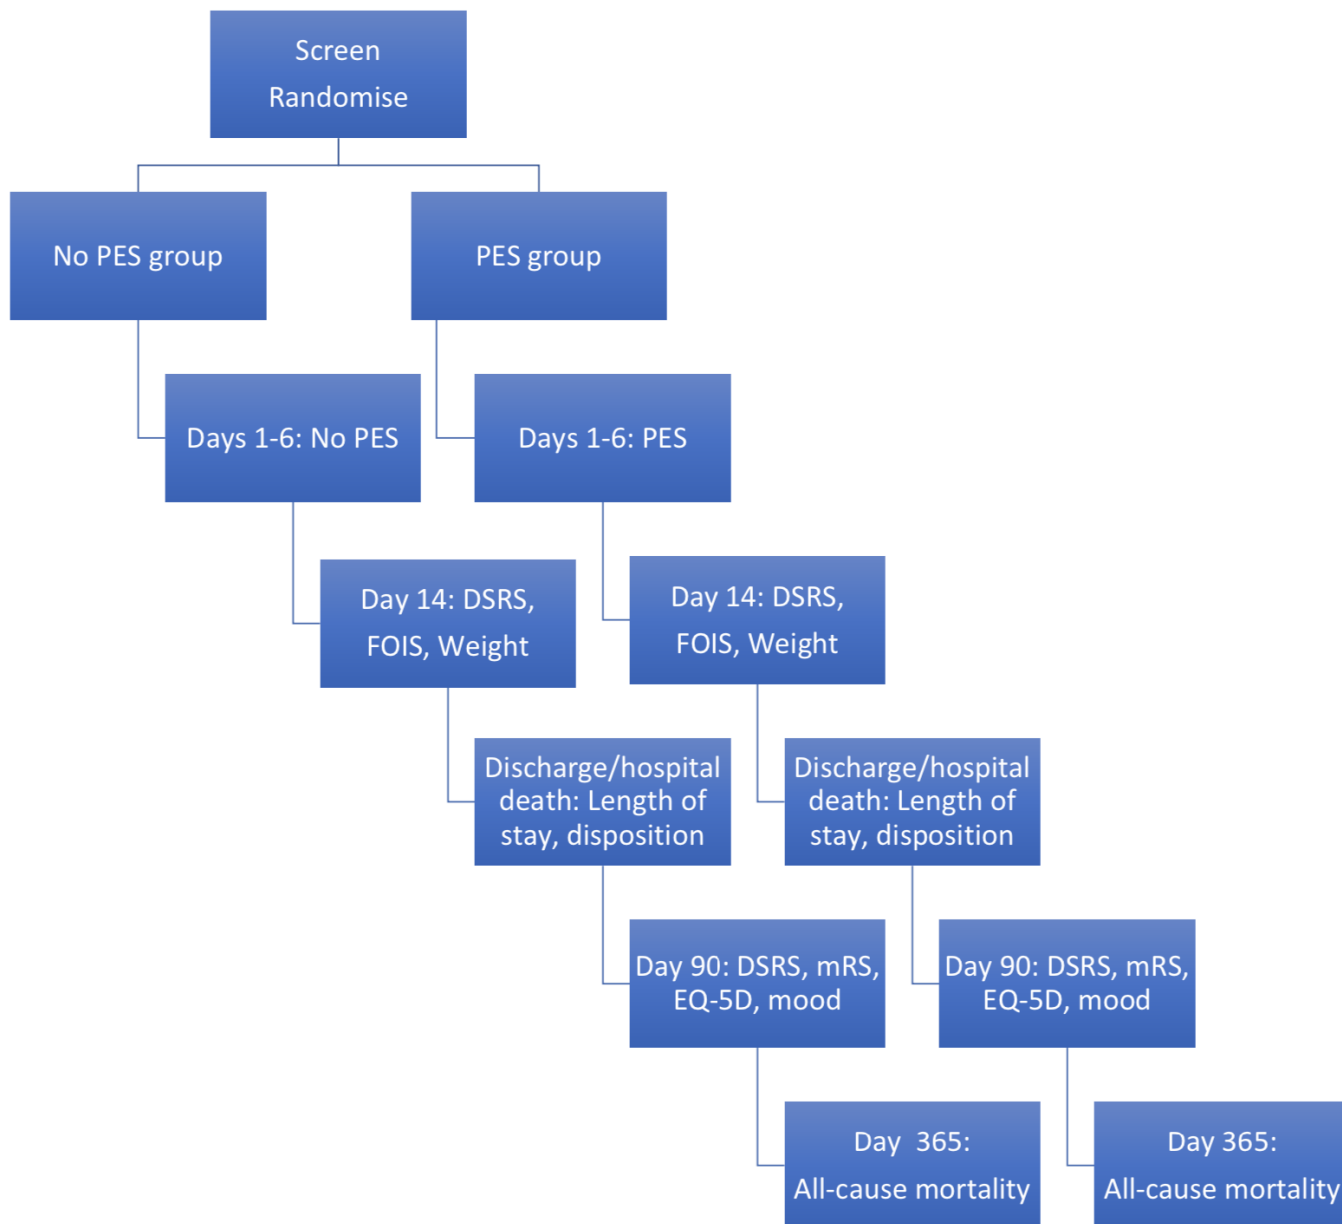 Screen
Randomise
No PES group
PES group
Days 1-6: No PES
Days 1-6: PES
Day 14: DSRS,
FOIS, Weight
Day 14: DSRS,
FOIS, Weight
Discharge/hospital
death: Length of
stay, disposition
Discharge/hospital
death: Length of
stay, disposition
Day 90: DSRS, mRS,
EQ-5D, mood
Day 90: DSRS, mRS,
EQ-5D, mood
Day 365:
All-cause mortality
Day 365:
All-cause mortality